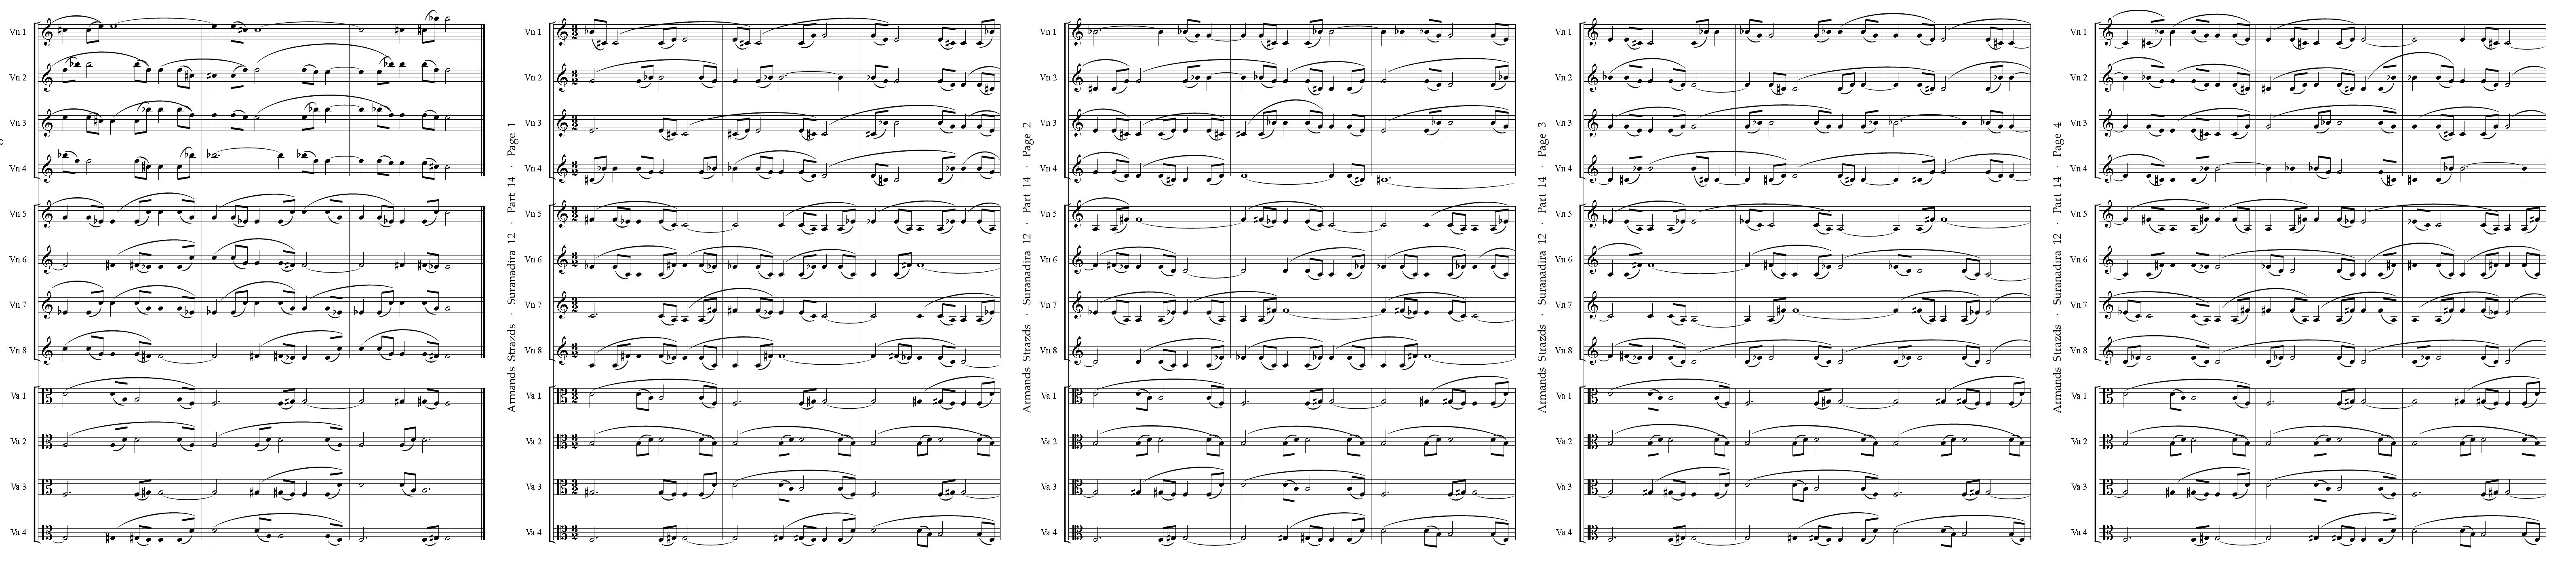 Vn 1
Vn 2
Vn 3
Vn 4
Vn 5
Vn 6
Vn 7
Vn 8
Va 1
Va 2
Va 3
Va 4
Armands Strazds · Suranadira 12 · Part 14 · Page 1
Vn 1
Vn 2
Vn 3
Vn 4
Vn 5
Vn 6
Vn 7
Vn 8
Va 1
Va 2
Va 3
Va 4
Armands Strazds · Suranadira 12 · Part 14 · Page 2
Vn 1
Vn 2
Vn 3
Vn 4
Vn 5
Vn 6
Vn 7
Vn 8
Va 1
Va 2
Va 3
Va 4
Armands Strazds · Suranadira 12 · Part 14 · Page 3
Vn 1
Vn 2
Vn 3
Vn 4
Vn 5
Vn 6
Vn 7
Vn 8
Va 1
Va 2
Va 3
Va 4
Armands Strazds · Suranadira 12 · Part 14 · Page 4
Vn 1
Vn 2
Vn 3
Vn 4
Vn 5
Vn 6
Vn 7
Vn 8
Va 1
Va 2
Va 3
Va 4